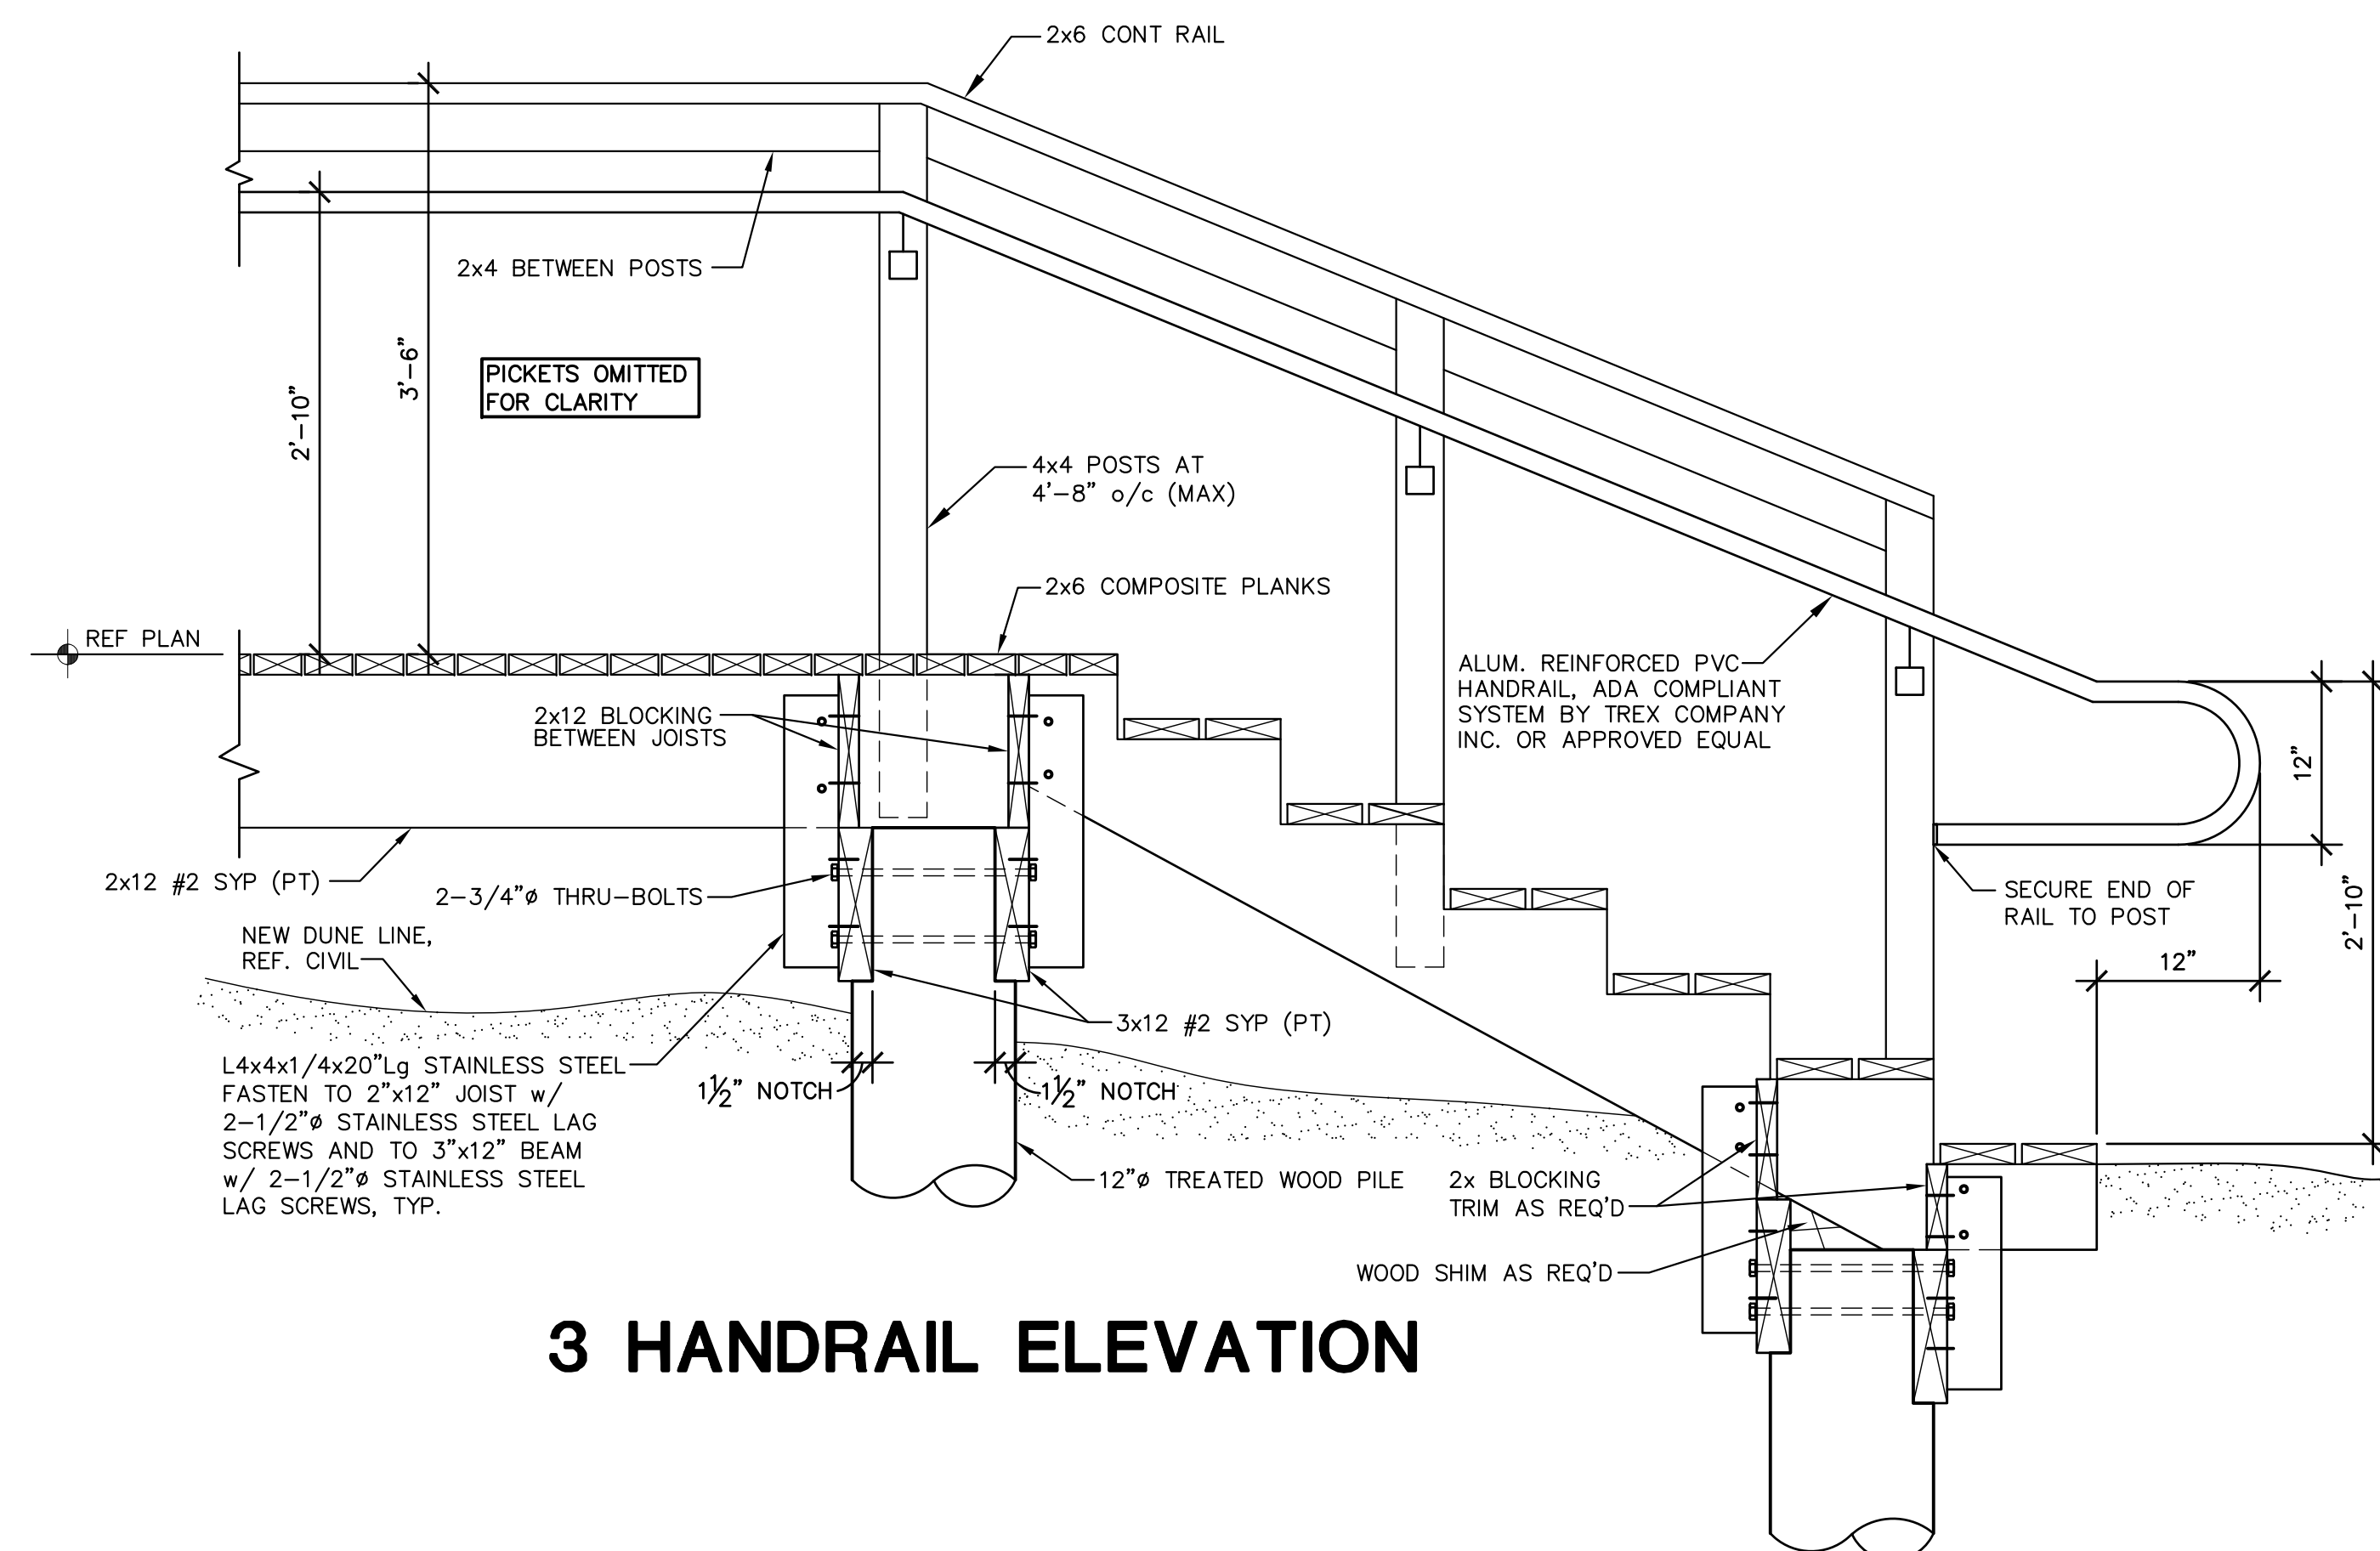 2x6 CONT RAIL
2x4 BETWEEN POSTS
3'-6"
2'-10"
PICKETS OMITTED
FOR CLARITY
4x4 POSTS AT
4'-8" o/c (MAX)
2x6 COMPOSITE PLANKS
REF PLAN
ALUM. REINFORCED PVC
HANDRAIL, ADA COMPLIANT
SYSTEM BY TREX COMPANY
INC. OR APPROVED EQUAL
2x12 BLOCKING
BETWEEN JOISTS
12"
2x12 #2 SYP (PT)
2-3/4"ø THRU-BOLTS
SECURE END OF
RAIL TO POST
2'-10"
NEW DUNE LINE,
REF. CIVIL
12"
3x12 #2 SYP (PT)
L4x4x1/4x20"Lg STAINLESS STEEL
FASTEN TO 2"x12" JOIST w/
2-1/2"ø STAINLESS STEEL LAG
SCREWS AND TO 3"x12" BEAM
w/ 2-1/2"ø STAINLESS STEEL
LAG SCREWS, TYP.
1½" NOTCH
1½" NOTCH
12"ø TREATED WOOD PILE
2x BLOCKING
TRIM AS REQ'D
WOOD SHIM AS REQ'D
3 HANDRAIL ELEVATION